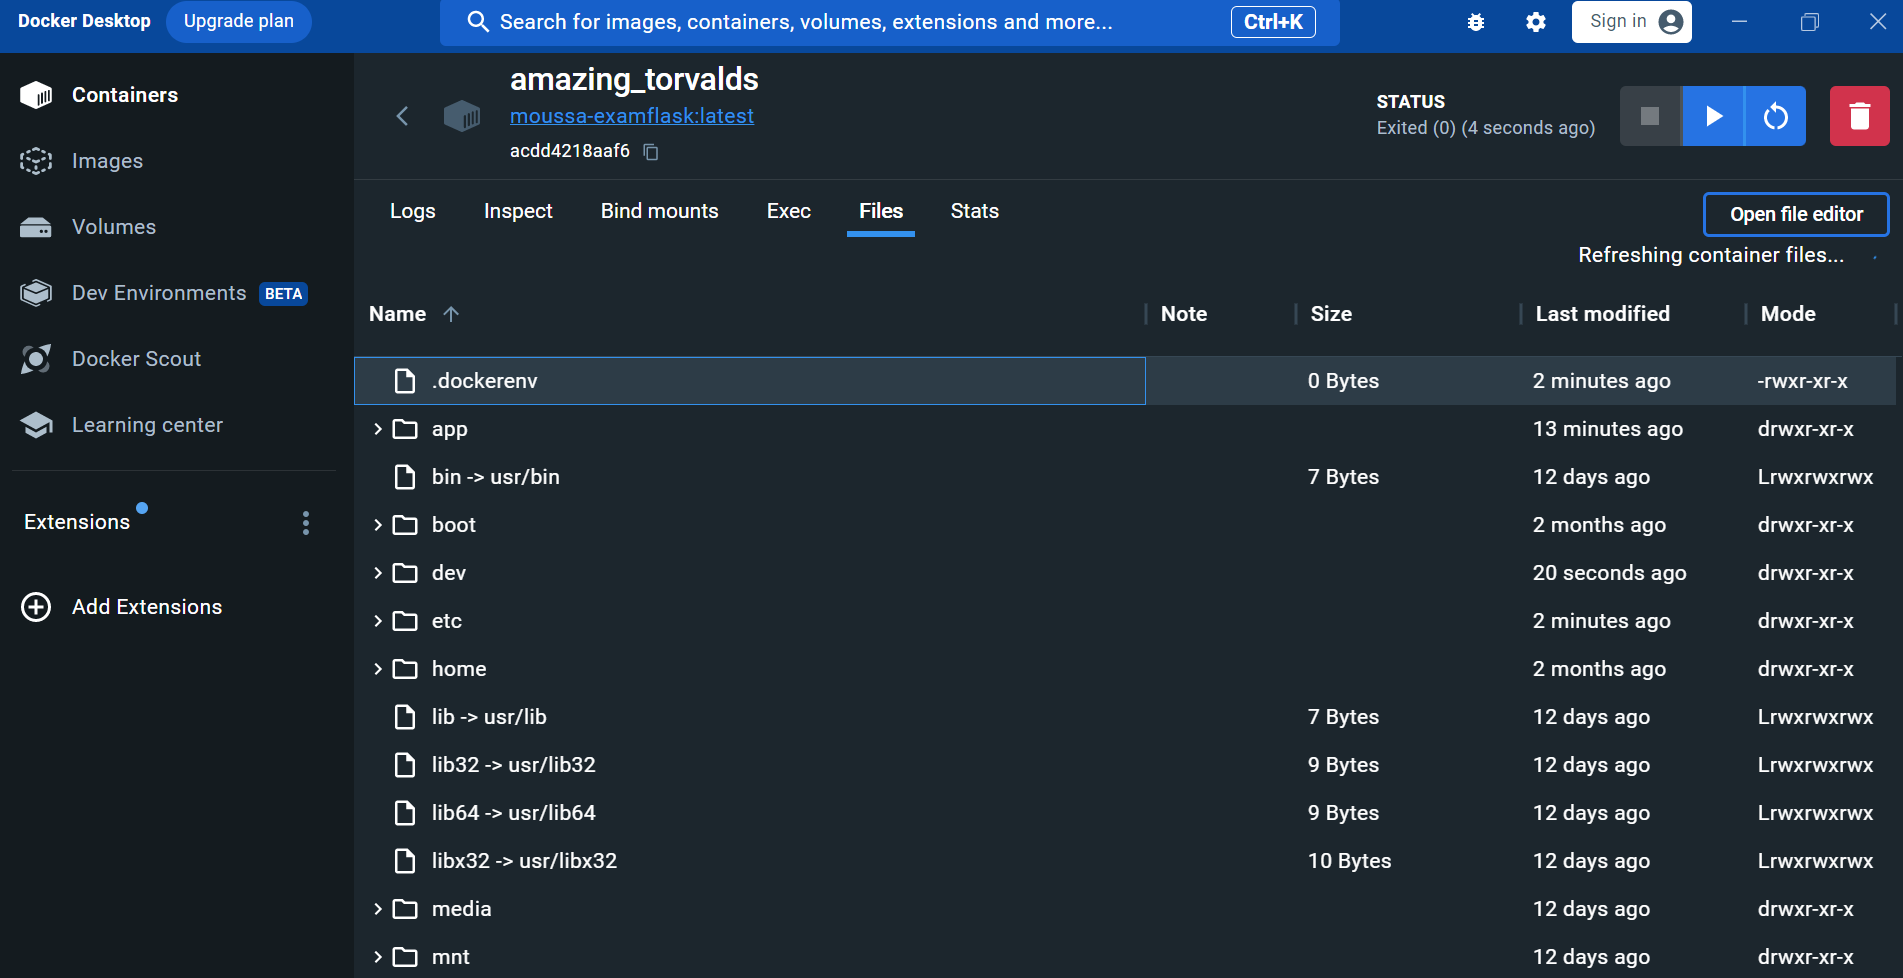 Docker Desktop Upgrade plan Search for images, containers, volumes, extensions and more... Ctrl+K Sign in
Containers
Images
Volumes
Dev Environments BETA
Docker Scout
Learning center
Extensions
Add Extensions
amazing_torvalds
moussa-examflask:latest
acdd4218aaf6
STATUS
Exited (0) (4 seconds ago)
Logs Inspect Bind mounts Exec Files Stats
Open file editor
Refreshing container files...
Name Note Size Last modified Mode
.dockerenv 0 Bytes 2 minutes ago -rwxr-xr-x
app 13 minutes ago drwxr-xr-x
bin -> usr/bin 7 Bytes 12 days ago Lrwxrwxrwx
boot 2 months ago drwxr-xr-x
dev 20 seconds ago drwxr-xr-x
etc 2 minutes ago drwxr-xr-x
home 2 months ago drwxr-xr-x
lib -> usr/lib 7 Bytes 12 days ago Lrwxrwxrwx
lib32 -> usr/lib32 9 Bytes 12 days ago Lrwxrwxrwx
lib64 -> usr/lib64 9 Bytes 12 days ago Lrwxrwxrwx
libx32 -> usr/libx32 10 Bytes 12 days ago Lrwxrwxrwx
media 12 days ago drwxr-xr-x
mnt 12 days ago drwxr-xr-x